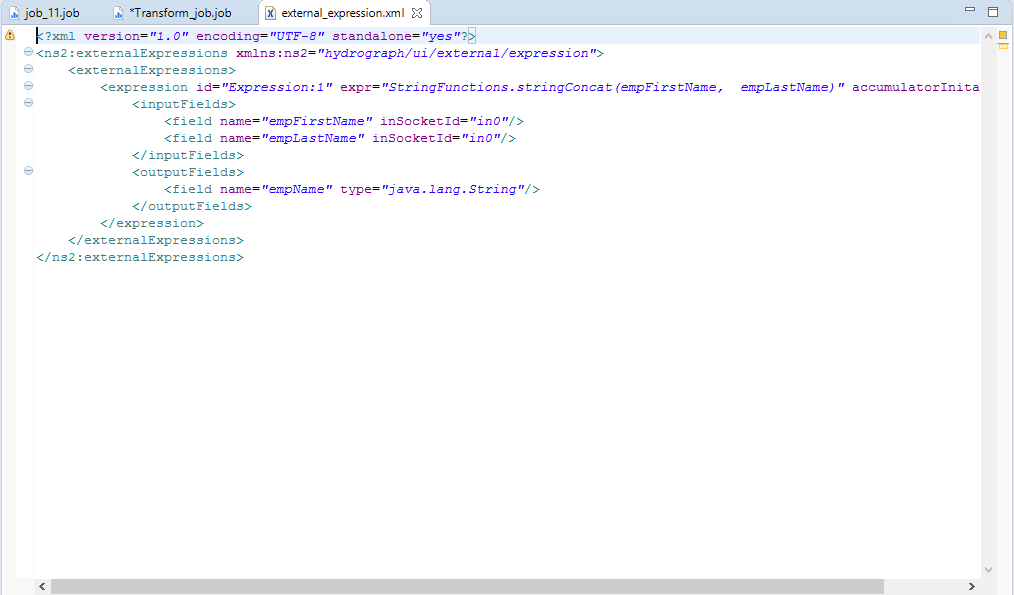 job_11.job
*Transform_job.job
external_expression.xml
<?xml version="1.0" encoding="UTF-8" standalone="yes"?>
<ns2:externalExpressions xmlns:ns2="hydrograph/ui/external/expression">
    <externalExpressions>
        <expression id="Expression:1" expr="StringFunctions.stringConcat(empFirstName,  empLastName)" accumulatorInita
            <inputFields>
                <field name="empFirstName" inSocketId="in0"/>
                <field name="empLastName" inSocketId="in0"/>
            </inputFields>
            <outputFields>
                <field name="empName" type="java.lang.String"/>
            </outputFields>
        </expression>
    </externalExpressions>
</ns2:externalExpressions>